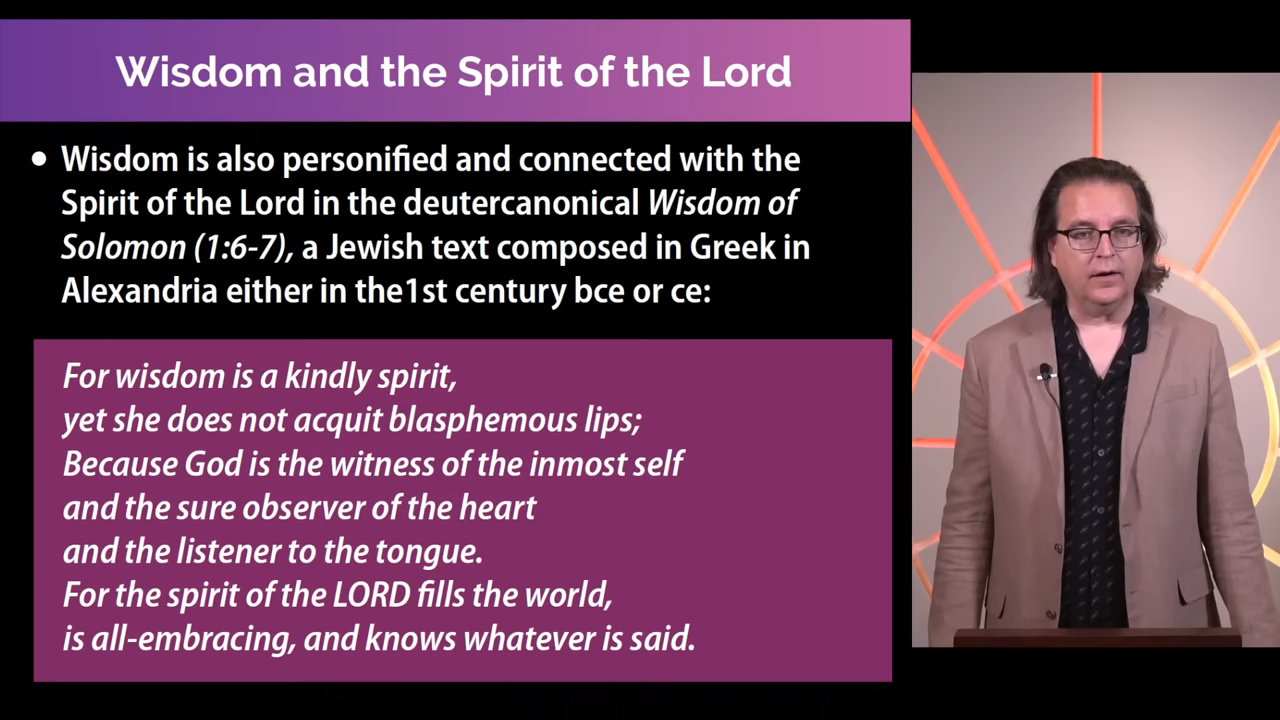 Wisdom and the Spirit of the Lord
• Wisdom is also personified and connected with the
Spirit of the Lord in the deutercanonical Wisdom of
Solomon (1:6-7), a Jewish text composed in Greek in
Alexandria either in the1st century bce or ce:
For wisdom is a kindly spirit,
yet she does not acquit blasphemous lips;
Because God is the witness of the inmost self
and the sure observer of the heart
and the listener to the tongue.
For the spirit of the LORD fills the world,
is all-embracing, and knows whatever is said.